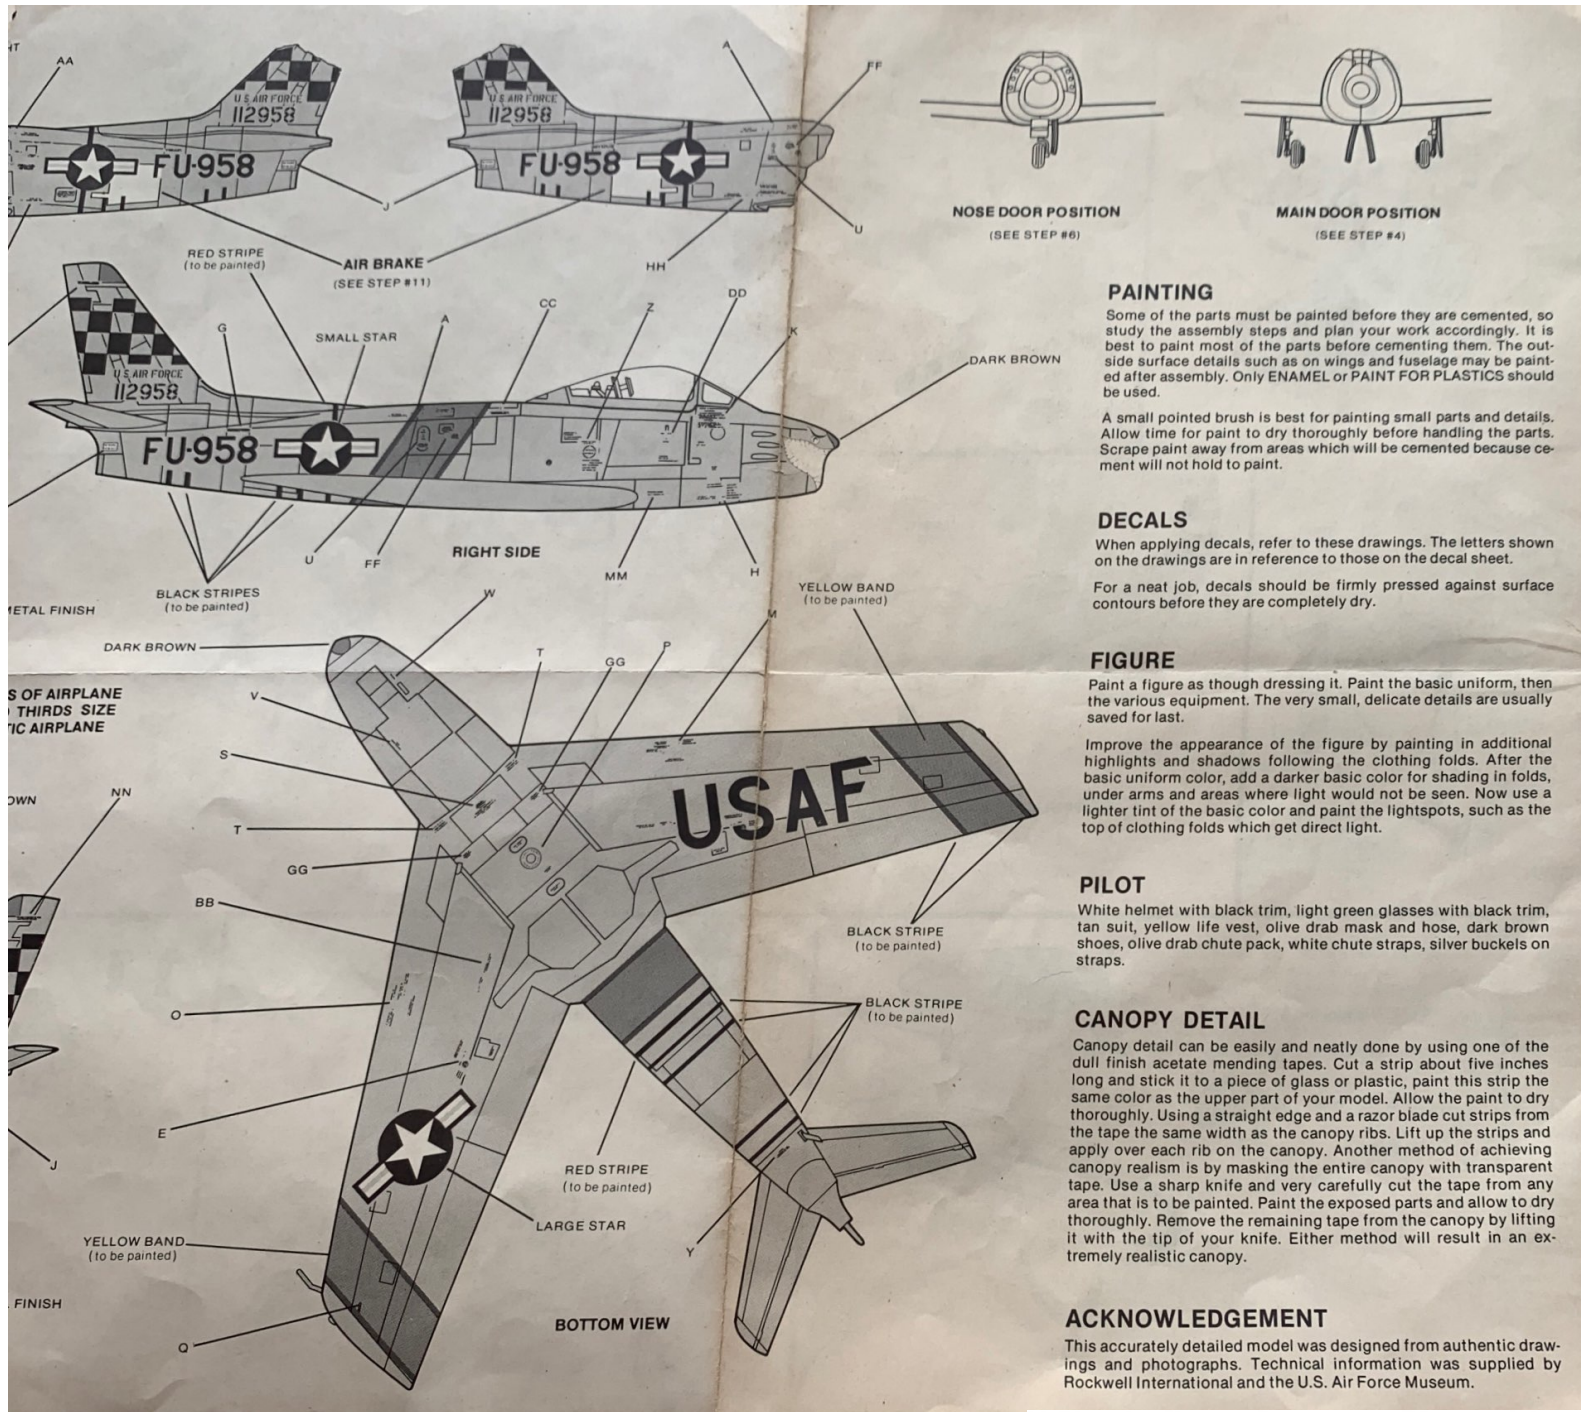 HT
AA
A
FF
U.S. AIR FORCE
112958
FU-958
U.S. AIR FORCE
112958
FU-958
J
U
HH
RED STRIPE
(to be painted)
AIR BRAKE
(SEE STEP #11)
NOSE DOOR POSITION
(SEE STEP #6)
MAIN DOOR POSITION
(SEE STEP #4)
G
SMALL STAR
A
CC
Z
DD
K
DARK BROWN
U.S. AIR FORCE
112958
FU-958
U
FF
RIGHT SIDE
MM
H
BLACK STRIPES
(to be painted)
METAL FINISH
W
YELLOW BAND
(to be painted)
M
DARK BROWN
T
GG
P
S OF AIRPLANE
THIRDS SIZE
TIC AIRPLANE
V
S
OWN
NN
T
USAF
GG
BB
BLACK STRIPE
(to be painted)
O
BLACK STRIPE
(to be painted)
E
J
RED STRIPE
(to be painted)
LARGE STAR
Y
YELLOW BAND
(to be painted)
FINISH
Q
BOTTOM VIEW
PAINTING
Some of the parts must be painted before they are cemented, so
study the assembly steps and plan your work accordingly. It is
best to paint most of the parts before cementing them. The out-
side surface details such as on wings and fuselage may be paint-
ed after assembly. Only ENAMEL or PAINT FOR PLASTICS should
be used.
A small pointed brush is best for painting small parts and details.
Allow time for paint to dry thoroughly before handling the parts.
Scrape paint away from areas which will be cemented because ce-
ment will not hold to paint.
DECALS
When applying decals, refer to these drawings. The letters shown
on the drawings are in reference to those on the decal sheet.
For a neat job, decals should be firmly pressed against surface
contours before they are completely dry.
FIGURE
Paint a figure as though dressing it. Paint the basic uniform, then
the various equipment. The very small, delicate details are usually
saved for last.
Improve the appearance of the figure by painting in additional
highlights and shadows following the clothing folds. After the
basic uniform color, add a darker basic color for shading in folds,
under arms and areas where light would not be seen. Now use a
lighter tint of the basic color and paint the lightspots, such as the
top of clothing folds which get direct light.
PILOT
White helmet with black trim, light green glasses with black trim,
tan suit, yellow life vest, olive drab mask and hose, dark brown
shoes, olive drab chute pack, white chute straps, silver buckels on
straps.
CANOPY DETAIL
Canopy detail can be easily and neatly done by using one of the
dull finish acetate mending tapes. Cut a strip about five inches
long and stick it to a piece of glass or plastic, paint this strip the
same color as the upper part of your model. Allow the paint to dry
thoroughly. Using a straight edge and a razor blade cut strips from
the tape the same width as the canopy ribs. Lift up the strips and
apply over each rib on the canopy. Another method of achieving
canopy realism is by masking the entire canopy with transparent
tape. Use a sharp knife and very carefully cut the tape from any
area that is to be painted. Paint the exposed parts and allow to dry
thoroughly. Remove the remaining tape from the canopy by lifting
it with the tip of your knife. Either method will result in an ex-
tremely realistic canopy.
ACKNOWLEDGEMENT
This accurately detailed model was designed from authentic draw-
ings and photographs. Technical information was supplied by
Rockwell International and the U.S. Air Force Museum.